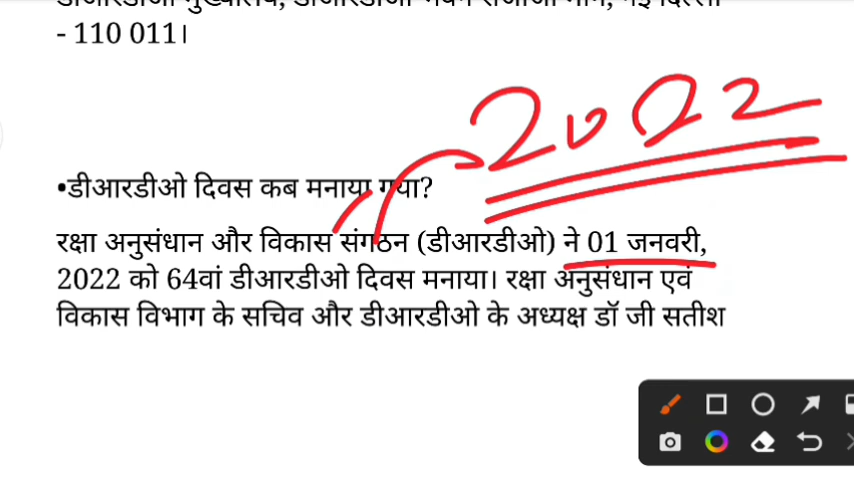 - 110 011।
2022
•डीआरडीओ दिवस कब मनाया गया?
रक्षा अनुसंधान और विकास संगठन (डीआरडीओ) ने 01 जनवरी,
2022 को 64वां डीआरडीओ दिवस मनाया। रक्षा अनुसंधान एवं
विकास विभाग के सचिव और डीआरडीओ के अध्यक्ष डॉ जी सतीश